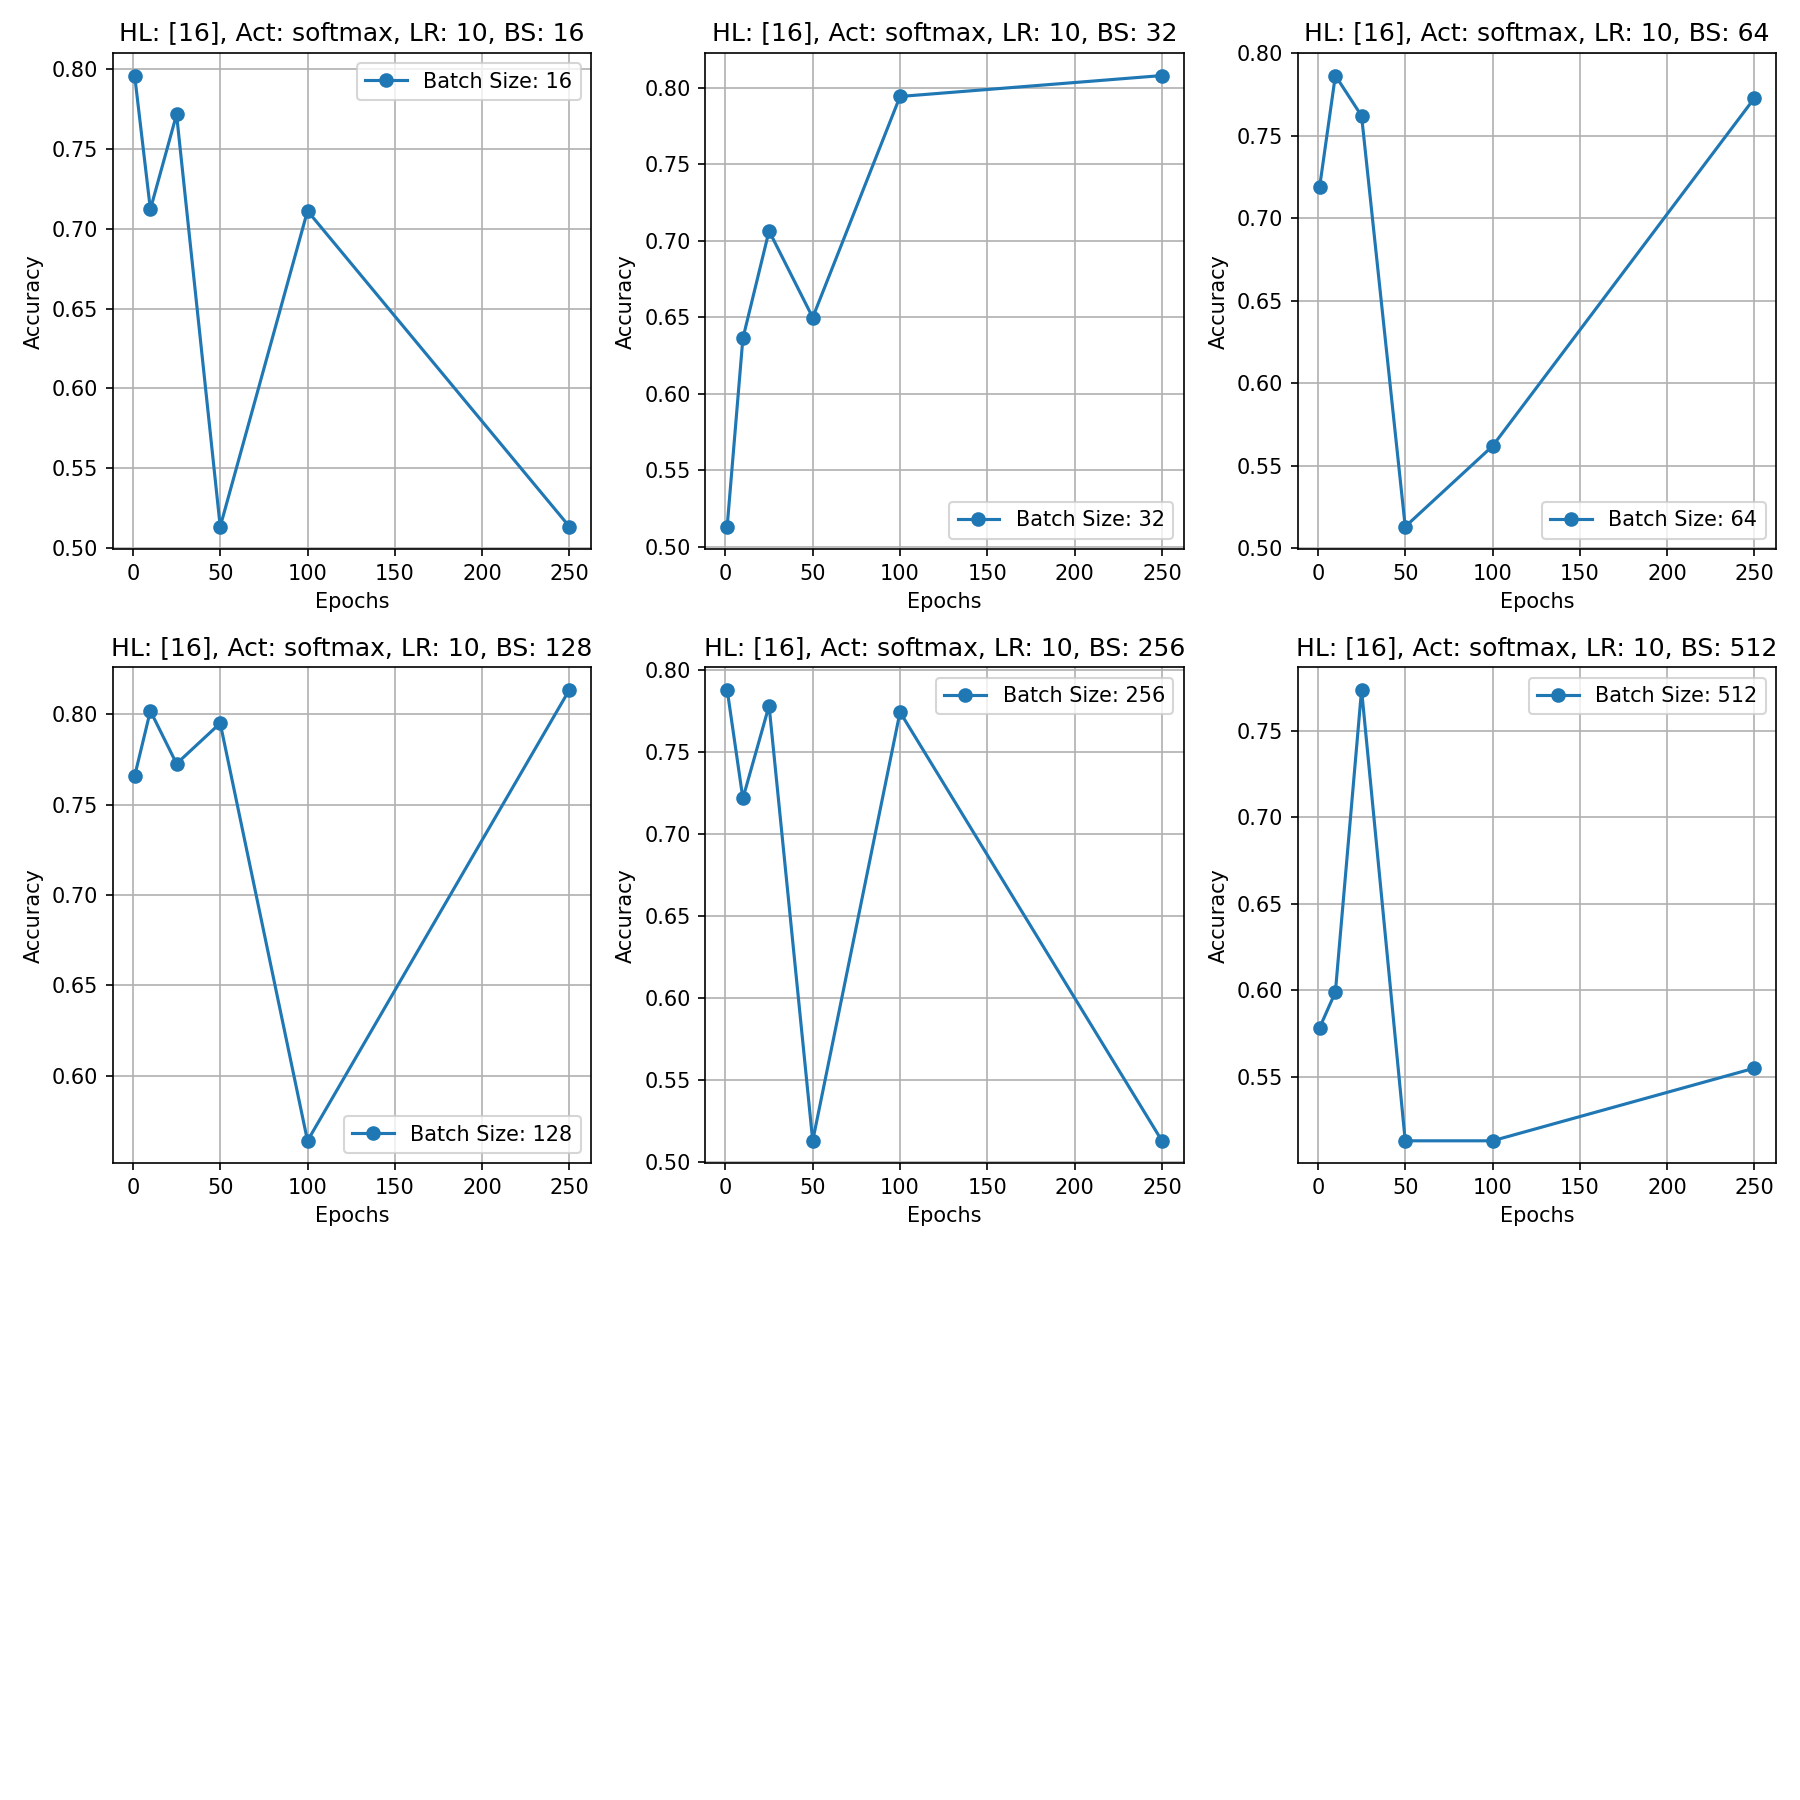 HL: [16], Act: softmax, LR: 10, BS: 16
Batch Size: 16
0.80
0.75
0.70
0.65
0.60
0.55
0.50
Accuracy
0 50 100 150 200 250
Epochs
HL: [16], Act: softmax, LR: 10, BS: 32
0.80
0.75
0.70
0.65
0.60
0.55
0.50
Accuracy
Batch Size: 32
0 50 100 150 200 250
Epochs
HL: [16], Act: softmax, LR: 10, BS: 64
0.80
0.75
0.70
0.65
0.60
0.55
0.50
Accuracy
Batch Size: 64
0 50 100 150 200 250
Epochs
HL: [16], Act: softmax, LR: 10, BS: 128
0.80
0.75
0.70
0.65
0.60
Accuracy
Batch Size: 128
0 50 100 150 200 250
Epochs
HL: [16], Act: softmax, LR: 10, BS: 256
Batch Size: 256
0.80
0.75
0.70
0.65
0.60
0.55
0.50
Accuracy
0 50 100 150 200 250
Epochs
HL: [16], Act: softmax, LR: 10, BS: 512
Batch Size: 512
0.75
0.70
0.65
0.60
0.55
Accuracy
0 50 100 150 200 250
Epochs